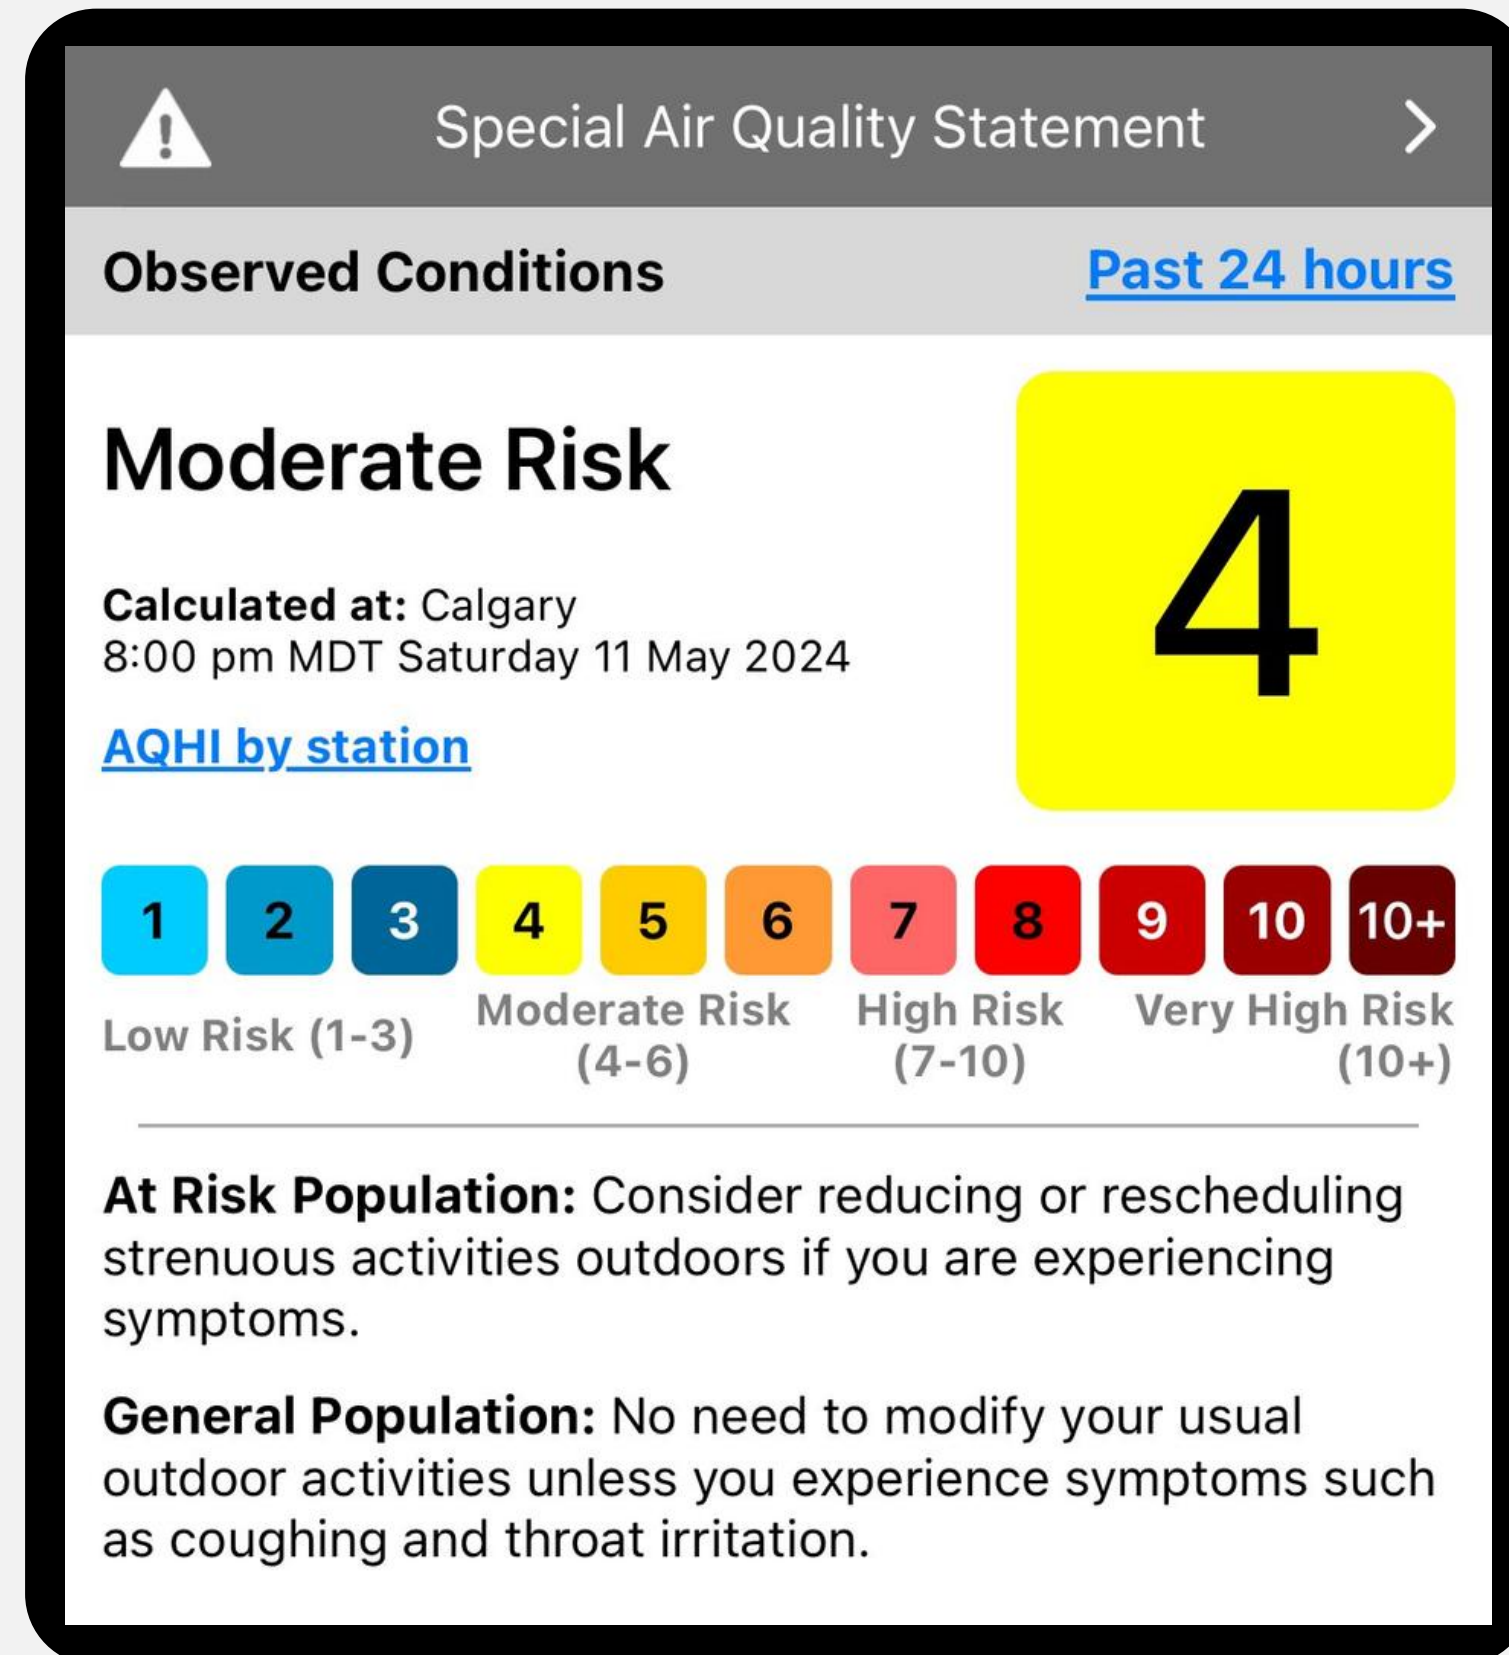 Special Air Quality Statement
Observed Conditions
Past 24 hours
Moderate Risk
4
Calculated at: Calgary
8:00 pm MDT Saturday 11 May 2024
AQHI by station
1 2 3 4 5 6 7 8 9 10 10+
Low Risk (1-3)
Moderate Risk
(4-6)
High Risk
(7-10)
Very High Risk
(10+)
At Risk Population: Consider reducing or rescheduling
strenuous activities outdoors if you are experiencing
symptoms.
General Population: No need to modify your usual
outdoor activities unless you experience symptoms such
as coughing and throat irritation.